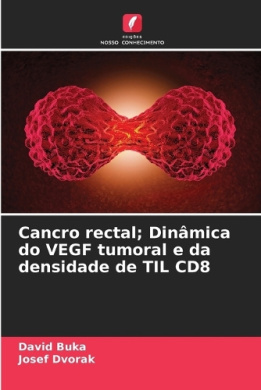 edições
NOSSO CONHECIMENTO
Cancro rectal; Dinâmica
do VEGF tumoral e da
densidade de TIL CD8
David Buka
Josef Dvorak